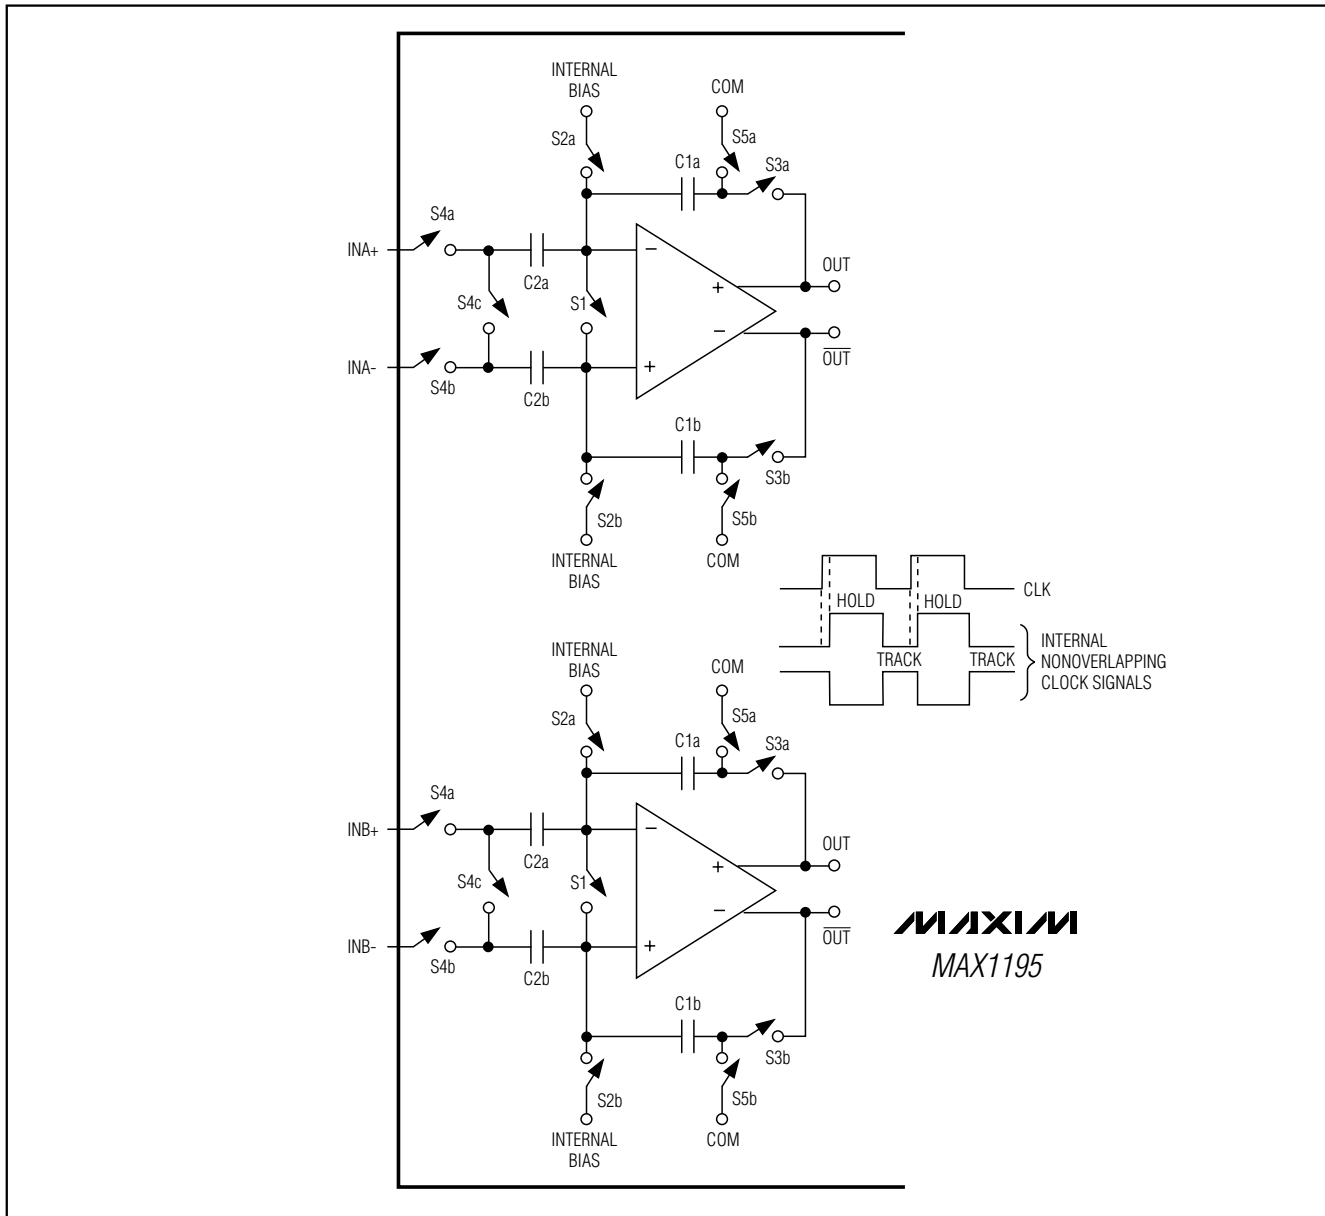 INTERNAL
BIAS
COM
S2a
S5a
C1a
S3a
S4a
INA+
−
C2a
OUT
+
S4c
S1
−
OUT
INA-
+
S4b
C2b
C1b
S3b
S2b
S5b
INTERNAL
BIAS
COM
CLK
HOLD
HOLD
TRACK
TRACK
INTERNAL
NONOVERLAPPING
CLOCK SIGNALS
INTERNAL
BIAS
COM
S2a
S5a
C1a
S3a
S4a
INB+
−
C2a
OUT
+
S4c
S1
−
OUT
INB-
+
S4b
C2b
MAXIM
MAX1195
C1b
S3b
S2b
S5b
INTERNAL
BIAS
COM